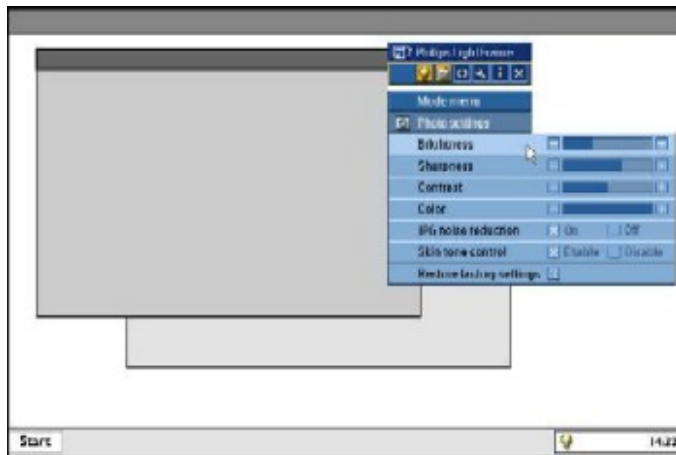 Philips LightFrame
Mode menu
Photo settings
Brightness
Sharpness
Contrast
Color
JPG noise reduction On Off
Skin tone control Enable Disable
Restore factory settings
Start